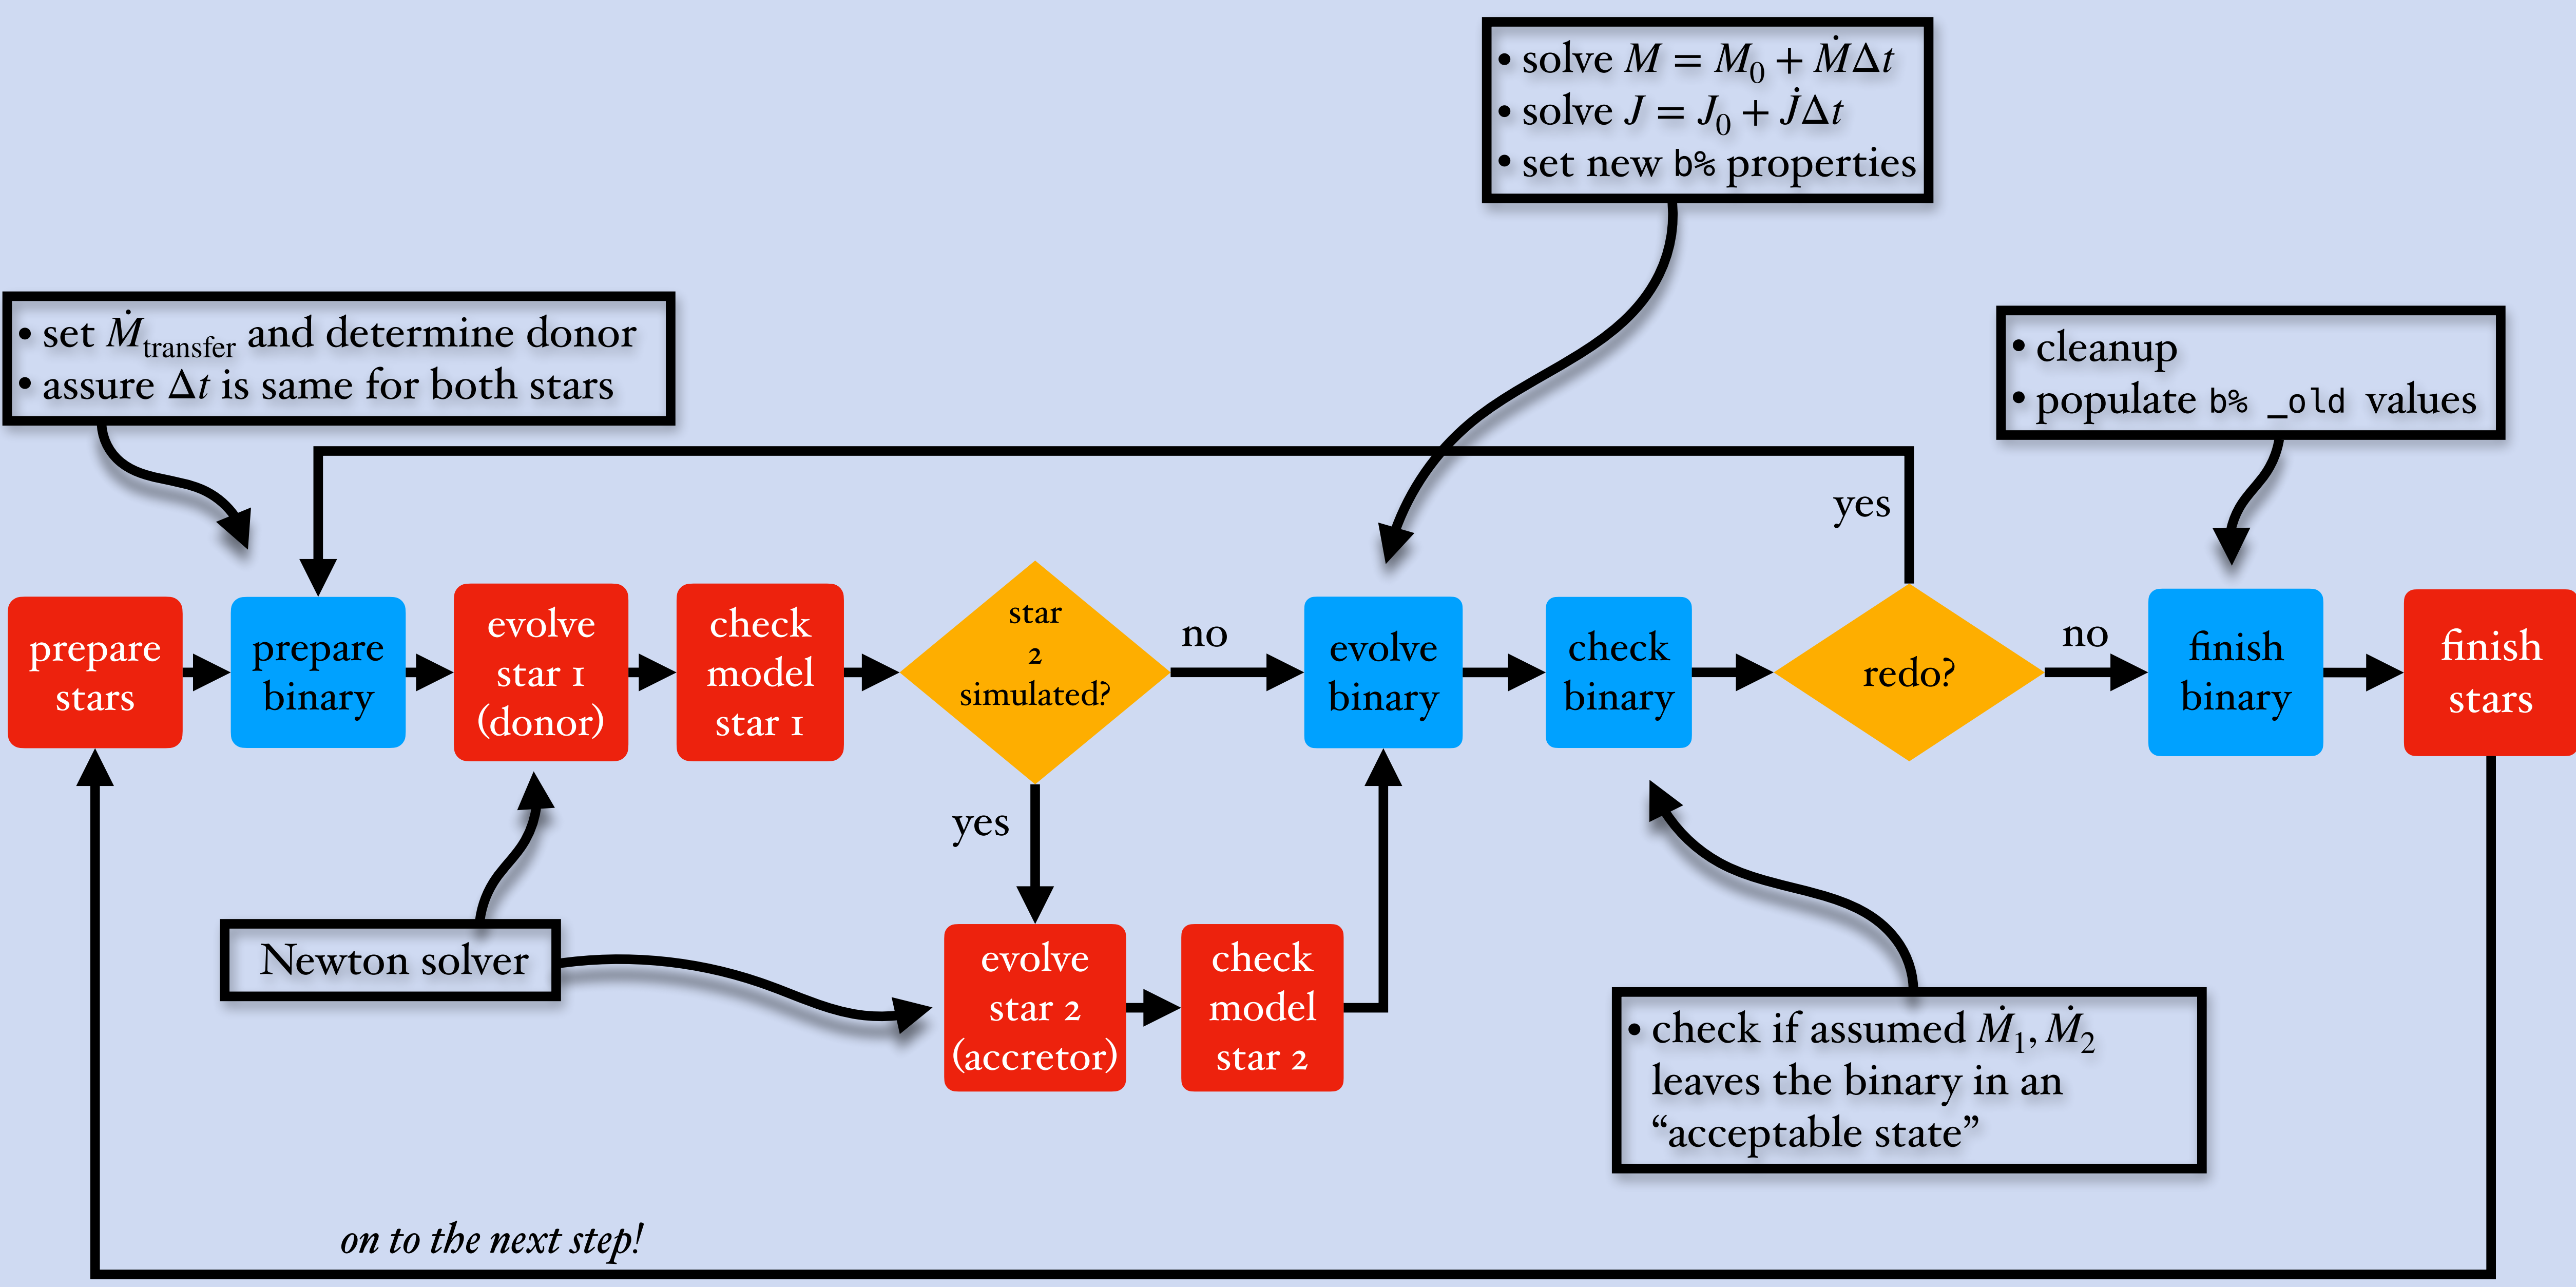 • solve M = M₀ + ṀΔt
• solve J = J₀ + J̇Δt
• set new b% properties
• set Ṁtransfer and determine donor
• assure Δt is same for both stars
• cleanup
• populate b% _old values
yes
prepare
stars
prepare
binary
evolve
star 1
(donor)
check
model
star 1
star
2
simulated?
no
evolve
binary
check
binary
redo?
no
finish
binary
finish
stars
yes
Newton solver
evolve
star 2
(accretor)
check
model
star 2
• check if assumed Ṁ₁, Ṁ₂
leaves the binary in an
“acceptable state”
on to the next step!